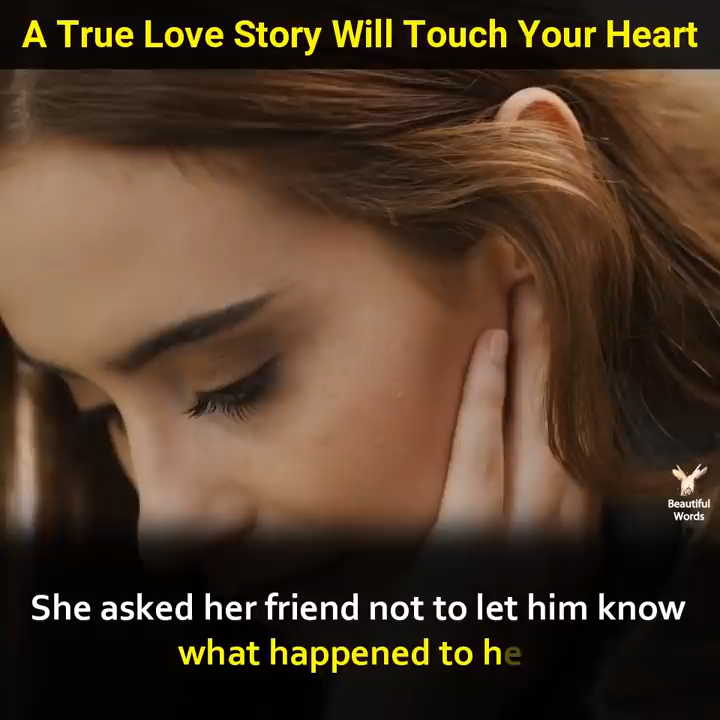 A True Love Story Will Touch Your Heart
Beautiful
Words
She asked her friend not to let him know
what happened to he